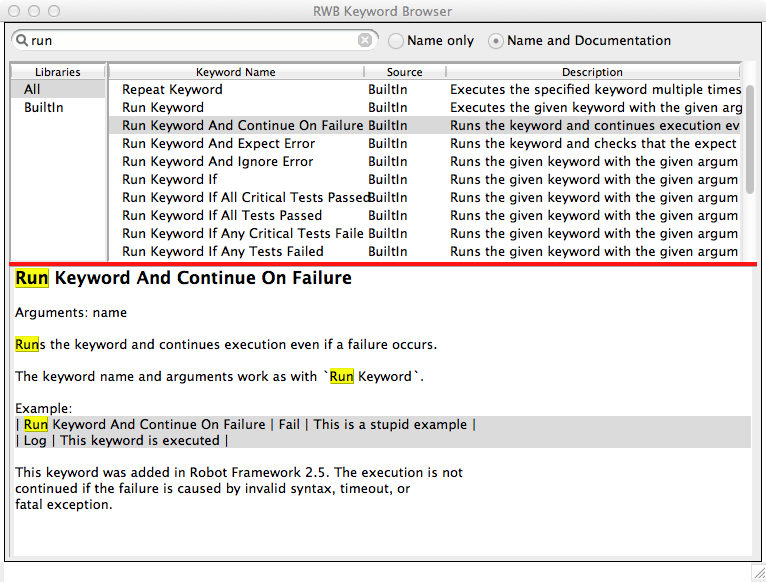 RWB Keyword Browser
run
Name only
Name and Documentation
Libraries
Keyword Name
Source
Description
All
BuiltIn
Repeat Keyword BuiltIn Executes the specified keyword multiple times
Run Keyword BuiltIn Executes the given keyword with the given arg
Run Keyword And Continue On Failure BuiltIn Runs the keyword and continues execution ev
Run Keyword And Expect Error BuiltIn Runs the keyword and checks that the expect
Run Keyword And Ignore Error BuiltIn Runs the given keyword with the given argum
Run Keyword If BuiltIn Runs the given keyword with the given argum
Run Keyword If All Critical Tests Passed BuiltIn Runs the given keyword with the given argum
Run Keyword If All Tests Passed BuiltIn Runs the given keyword with the given argum
Run Keyword If Any Critical Tests Faile BuiltIn Runs the given keyword with the given argum
Run Keyword If Any Tests Failed BuiltIn Runs the given keyword with the given argum
Run Keyword And Continue On Failure
Arguments: name
Runs the keyword and continues execution even if a failure occurs.
The keyword name and arguments work as with `Run Keyword`.
Example:
| Run Keyword And Continue On Failure | Fail | This is a stupid example |
| Log | This keyword is executed |
This keyword was added in Robot Framework 2.5. The execution is not
continued if the failure is caused by invalid syntax, timeout, or
fatal exception.